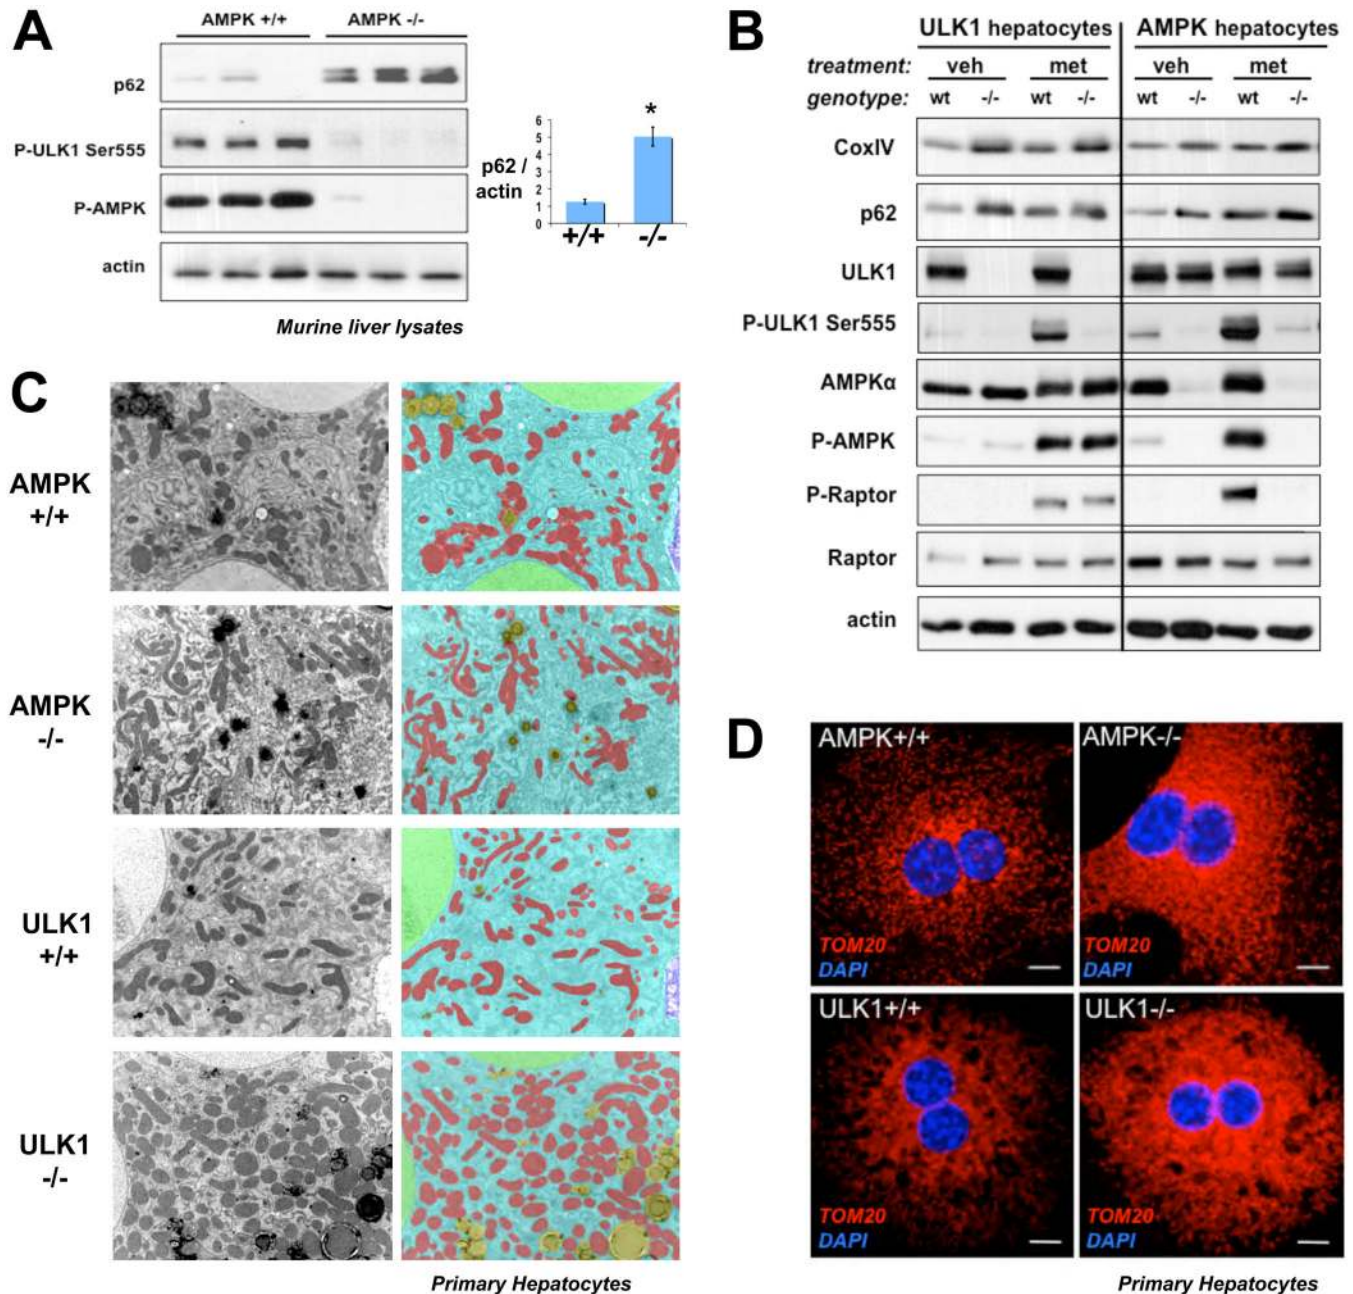 A
AMPK +/+ AMPK -/-
p62
P-ULK1 Ser555
P-AMPK
actin
Murine liver lysates
*
p62 /
actin
6
5
4
3
2
1
0
+/+ -/-
B
ULK1 hepatocytes AMPK hepatocytes
treatment: veh met veh met
genotype: wt -/- wt -/- wt -/- wt -/-
CoxIV
p62
ULK1
P-ULK1 Ser555
AMPKα
P-AMPK
P-Raptor
Raptor
actin
C
AMPK
+/+
AMPK
-/-
ULK1
+/+
ULK1
-/-
Primary Hepatocytes
D
AMPK+/+ AMPK-/-
TOM20 TOM20
DAPI DAPI
ULK1+/+ ULK1-/-
TOM20 TOM20
DAPI DAPI
Primary Hepatocytes